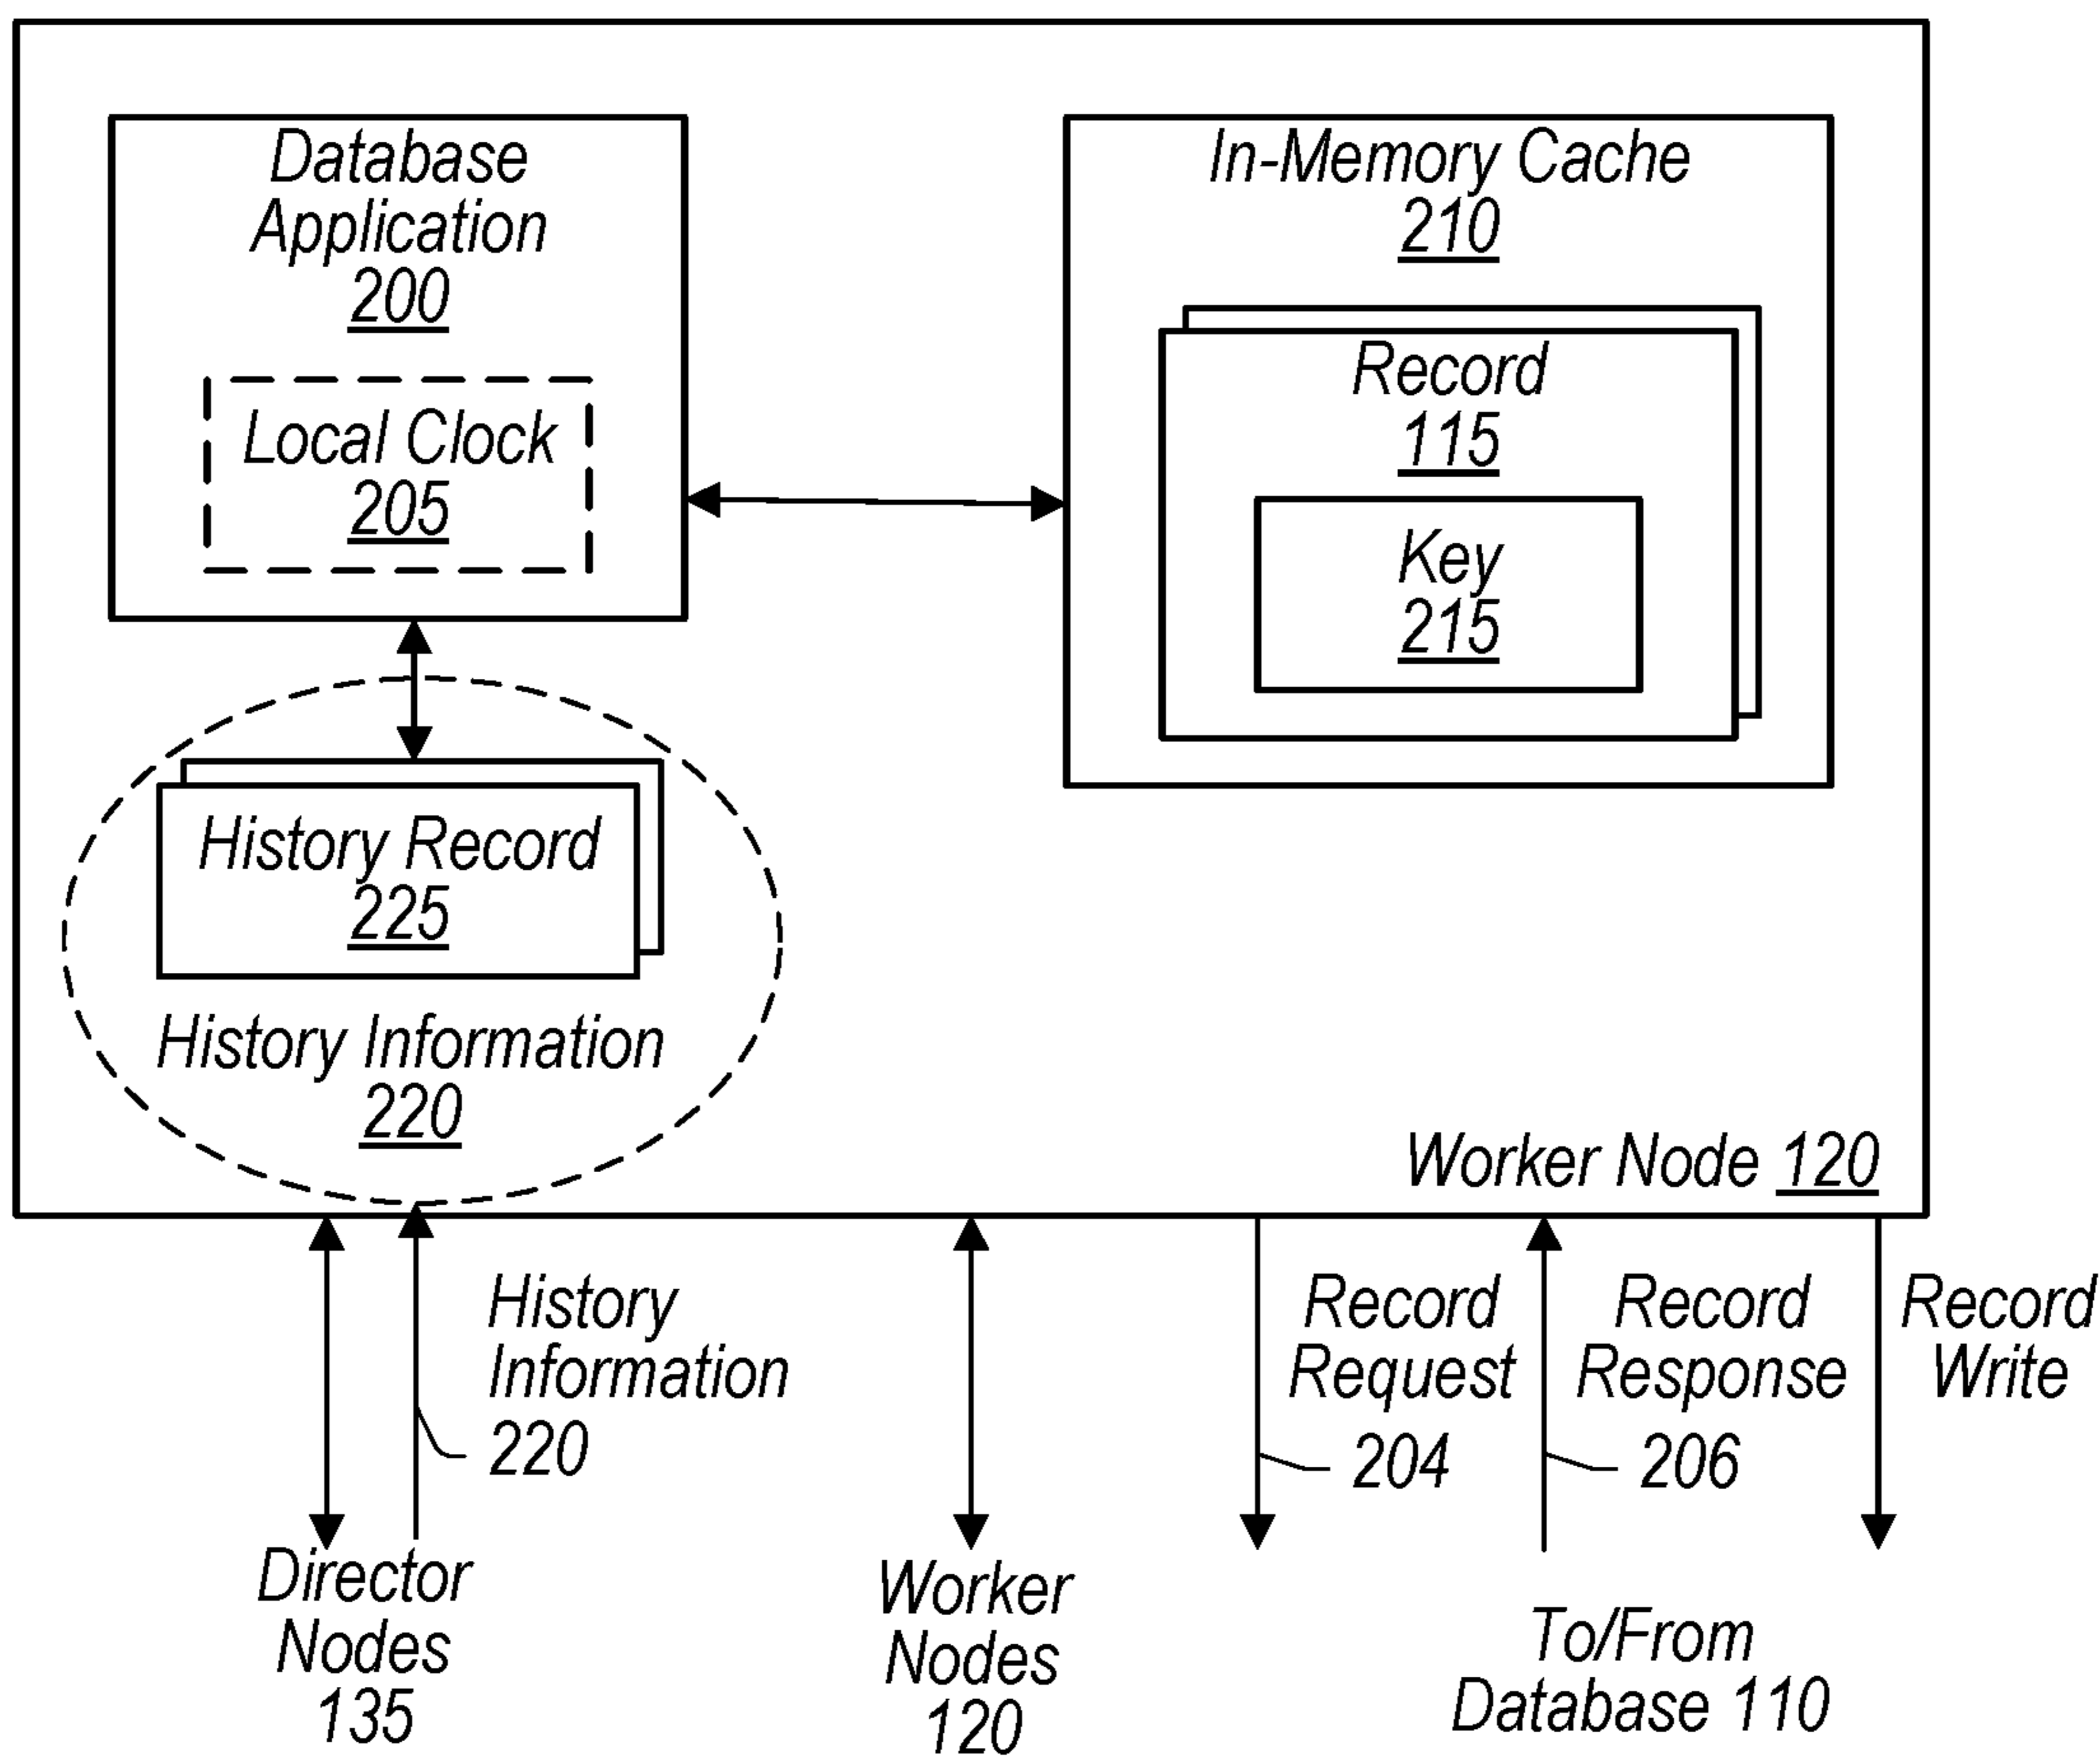 Database
Application
200
Local Clock
205
In-Memory Cache
210
Record
115
Key
215
History Record
225
History Information
220
Worker Node 120
History
Information
220
Record
Request
204
Record
Response
206
Record
Write
Director
Nodes
135
Worker
Nodes
120
To/From
Database 110